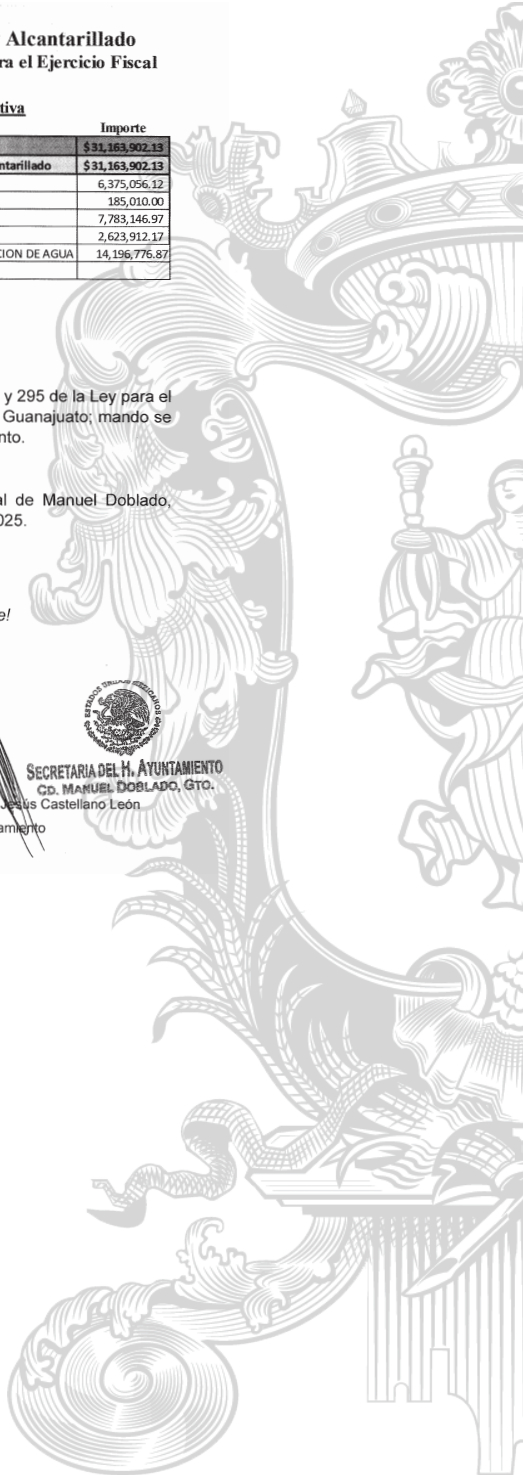 Alcantarillado
ra el Ejercicio Fiscal
tiva
Importe
$31,163,902.13
ntarillado $31,163,902.13
6,375,056.12
185,010.00
7,783,146.97
2,623,912.17
CION DE AGUA 14,196,776.87
y 295 de la Ley para el
Guanajuato; mando se
nto.
al de Manuel Doblado,
025.
e!
ESTADOS UNIDOS MEXICANOS
SECRETARIA DEL H. AYUNTAMIENTO
CD. MANUEL DOBLADO, GTO.
Jesús Castellano León
amiento